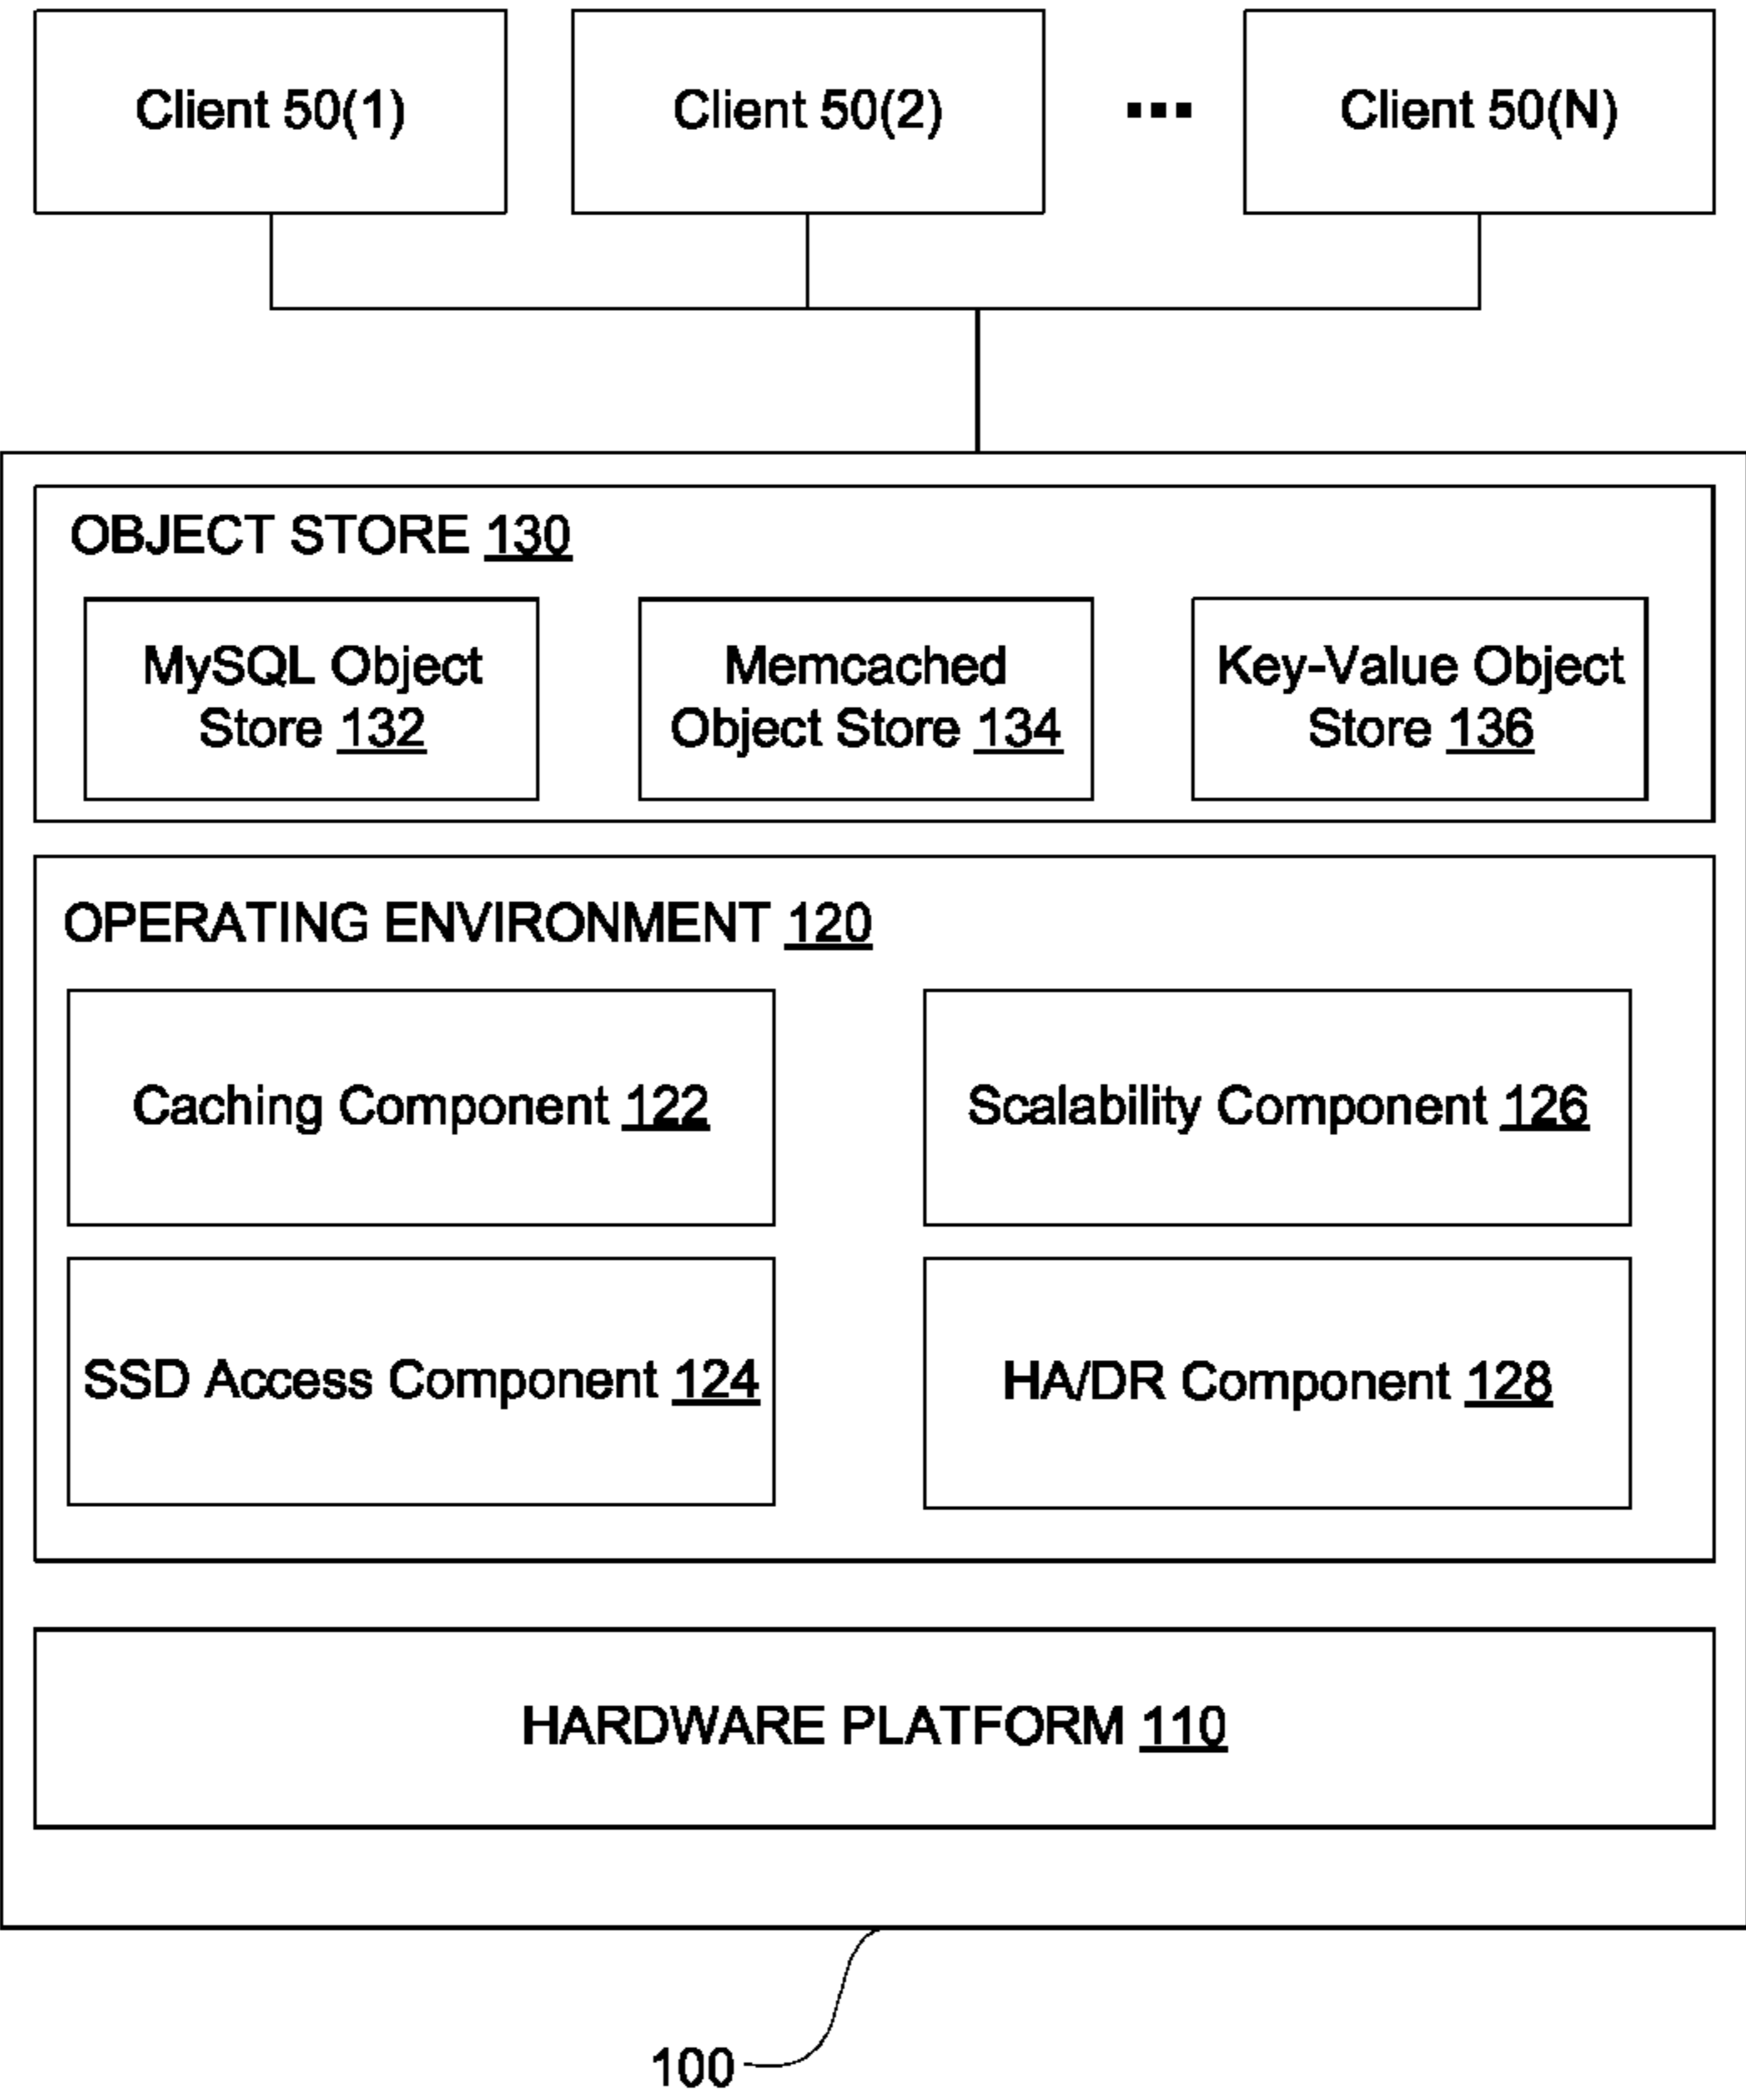 Client 50(1)
Client 50(2)
...
Client 50(N)
OBJECT STORE 130
MySQL Object
Store 132
Memcached
Object Store 134
Key-Value Object
Store 136
OPERATING ENVIRONMENT 120
Caching Component 122
Scalability Component 126
SSD Access Component 124
HA/DR Component 128
HARDWARE PLATFORM 110
100